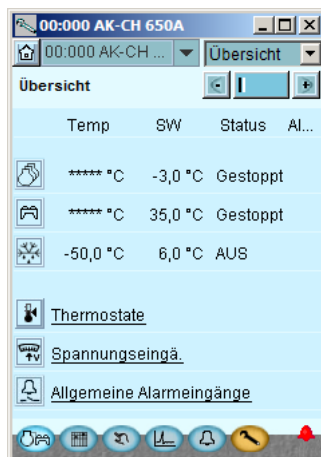 00:000 AK-CH 650A
00:000 AK-CH ... Übersicht
Übersicht
Temp SW Status Al...
***** °C -3,0 °C Gestoppt
***** °C 35,0 °C Gestoppt
-50,0 °C 6,0 °C AUS
Thermostate
Spannungseingä.
Allgemeine Alarmeingänge